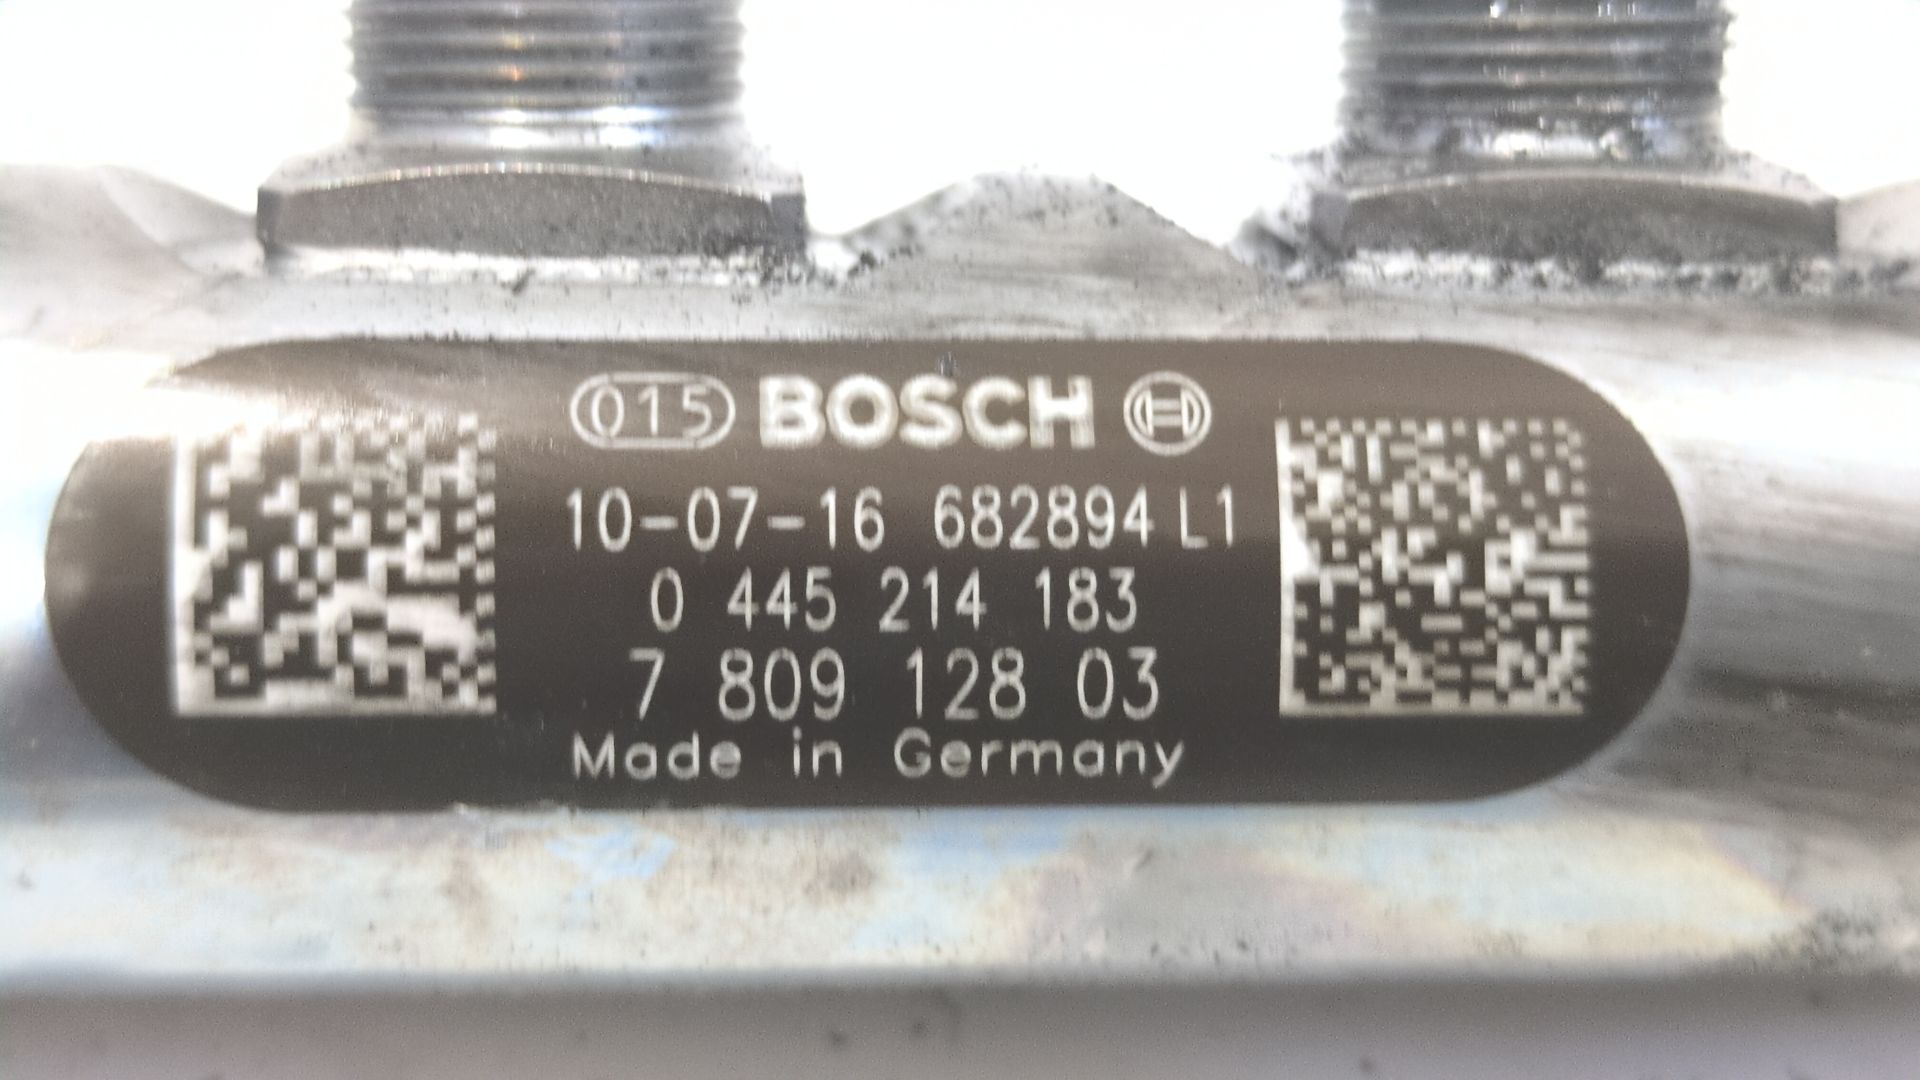 015 BOSCH
10-07-16 682894 L1
0 445 214 183
7 809 128 03
Made in Germany